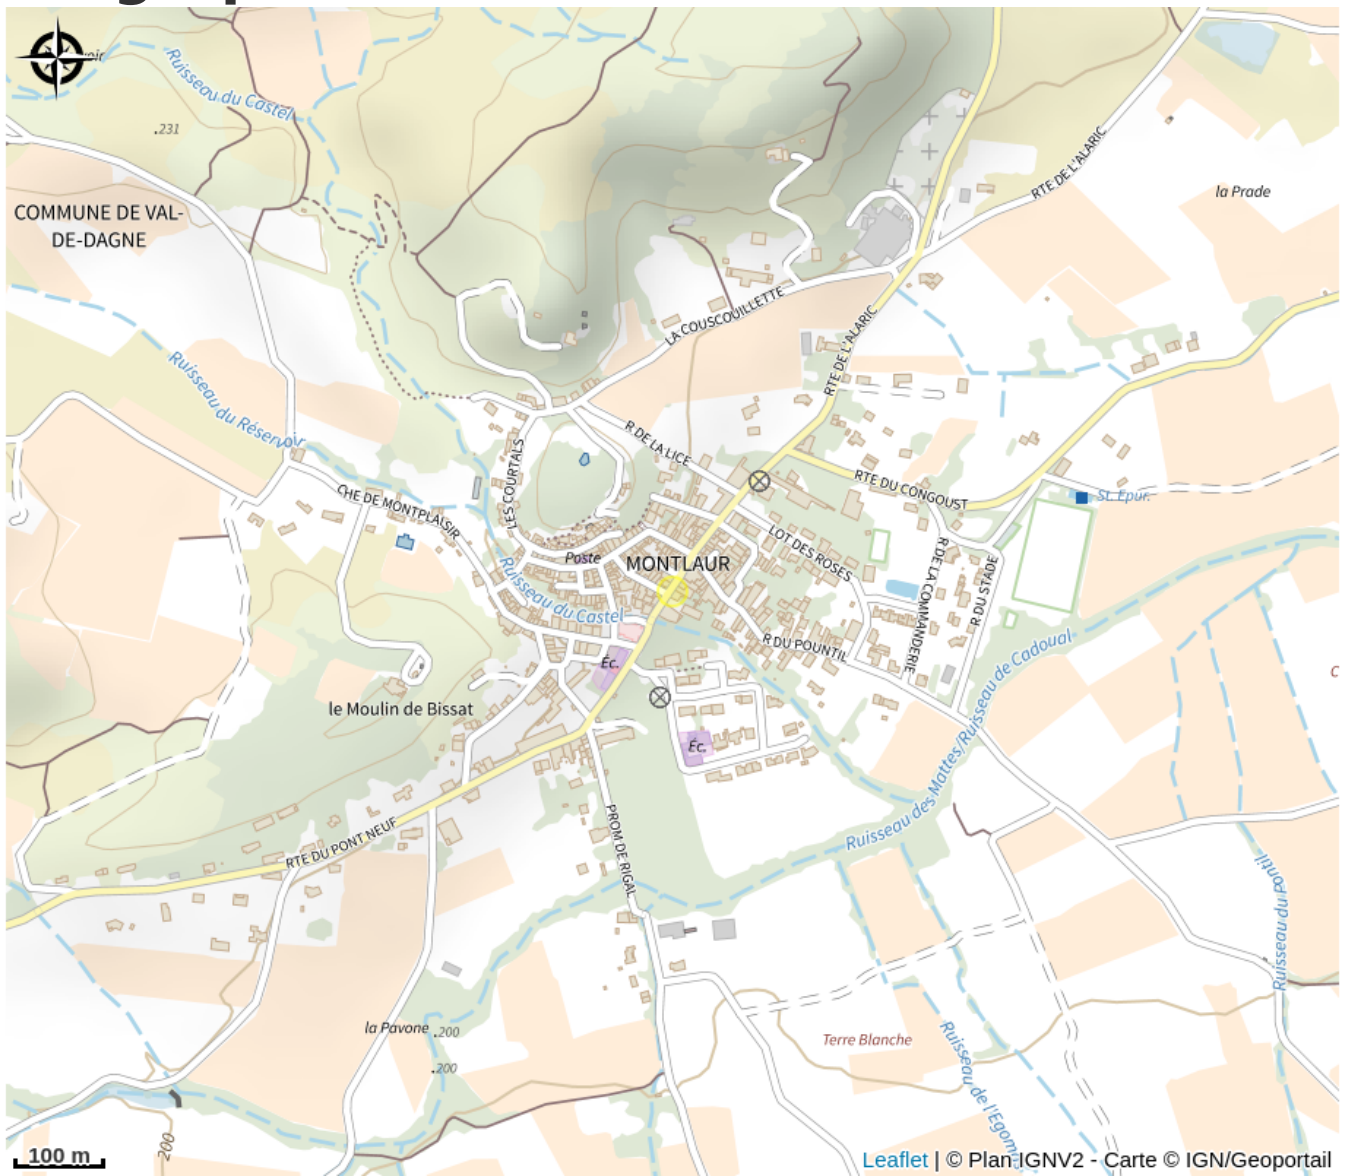 Ruisseau du Castel
.231
COMMUNE DE VAL-
DE-DAGNE
RTE DE L'ALARIC
la Prade
LA COUSCOUILLETTE
RTE DE L'ALARIC
Ruisseau du Réservoir
R DE LA LICE
LES COURTALS
CHE DE MONTPLAISIR
RTE DU CONGOUST
St. Epur.
LOT DES ROSES
Poste
MONTLAUR
R DE LA COMMANDERIE
R DU STADE
Ruisseau du Castel
R DU POUNTIL
Éc.
Ruisseau des Mattes/Ruisseau de Cadoual
le Moulin de Bissat
Éc.
RTE DU PONT NEUF
PROM DE RIGAL
Ruisseau du Pontil
la Pavone
.200
.200
Terre Blanche
Ruisseau de l'Egom
200
100 m
Leaflet | © Plan IGNV2 - Carte © IGN/Geoportail